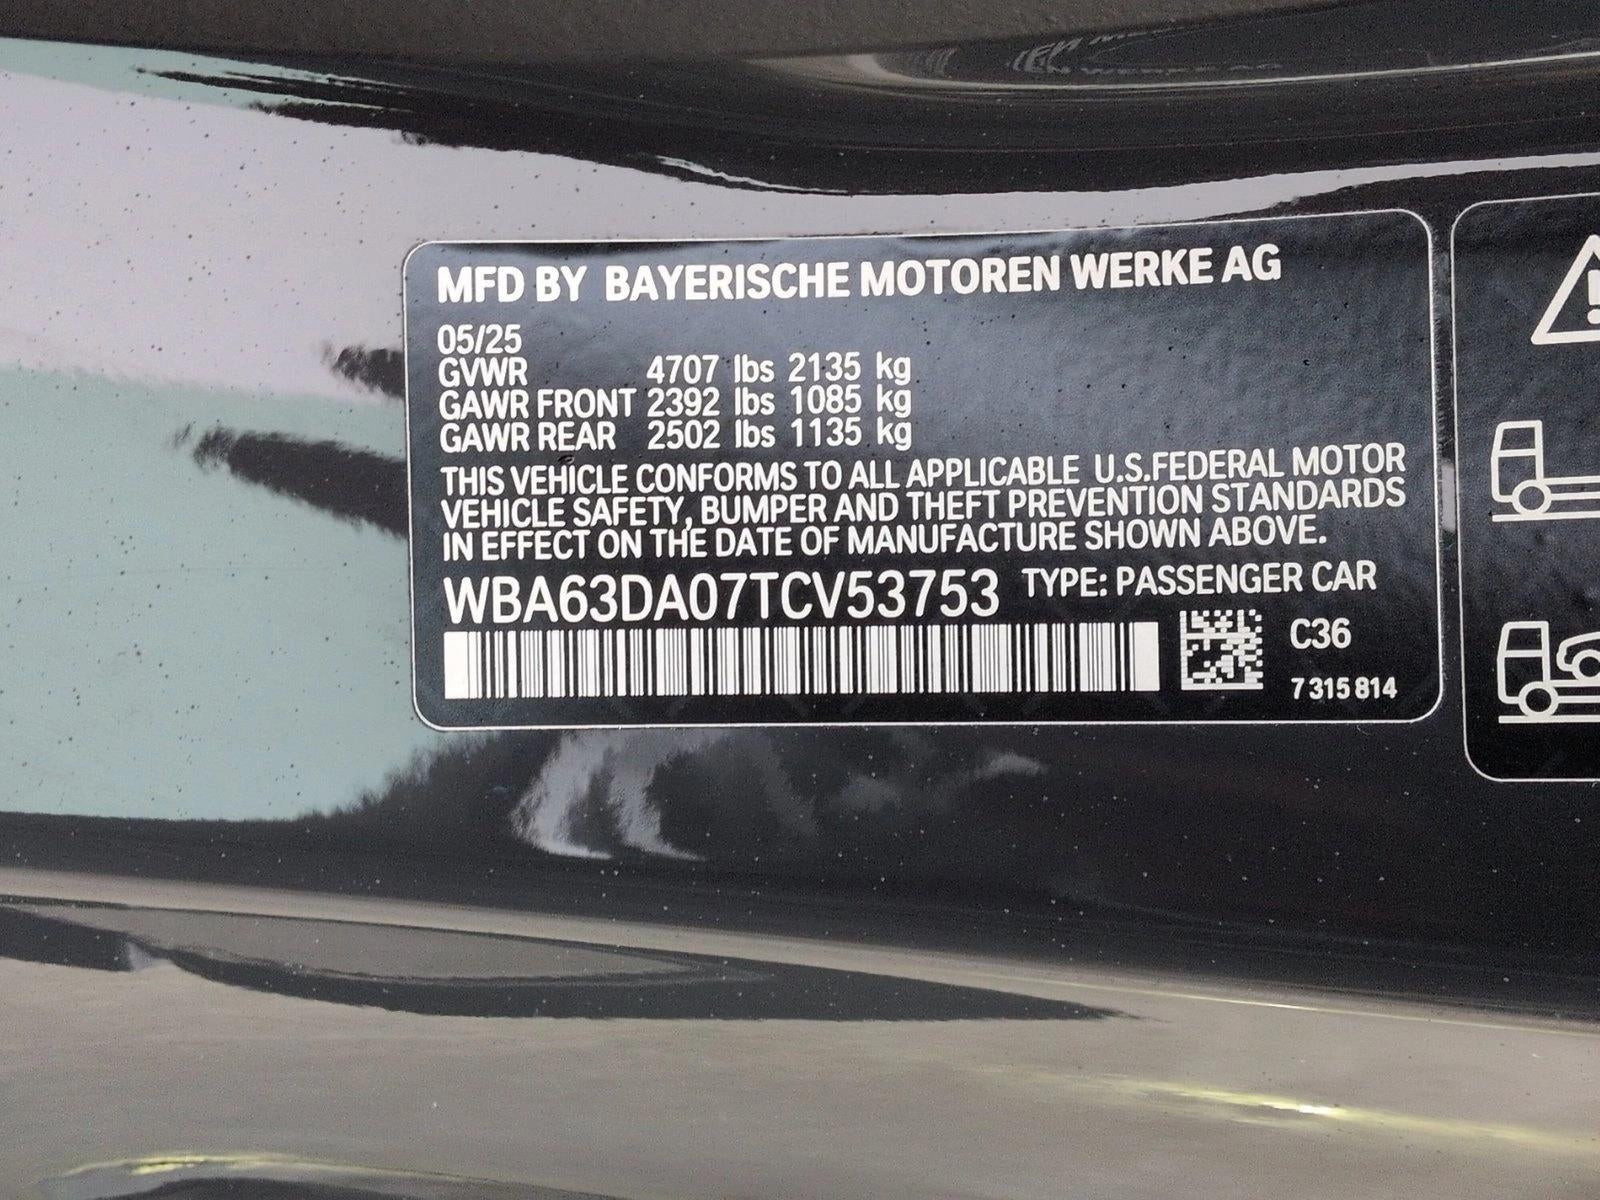 MFD BY BAYERISCHE MOTOREN WERKE AG
05/25
GVWR 4707 lbs 2135 kg
GAWR FRONT 2392 lbs 1085 kg
GAWR REAR 2502 lbs 1135 kg
THIS VEHICLE CONFORMS TO ALL APPLICABLE U.S.FEDERAL MOTOR
VEHICLE SAFETY, BUMPER AND THEFT PREVENTION STANDARDS
IN EFFECT ON THE DATE OF MANUFACTURE SHOWN ABOVE.
WBA63DA07TCV53753 TYPE: PASSENGER CAR
C36
7 315 814